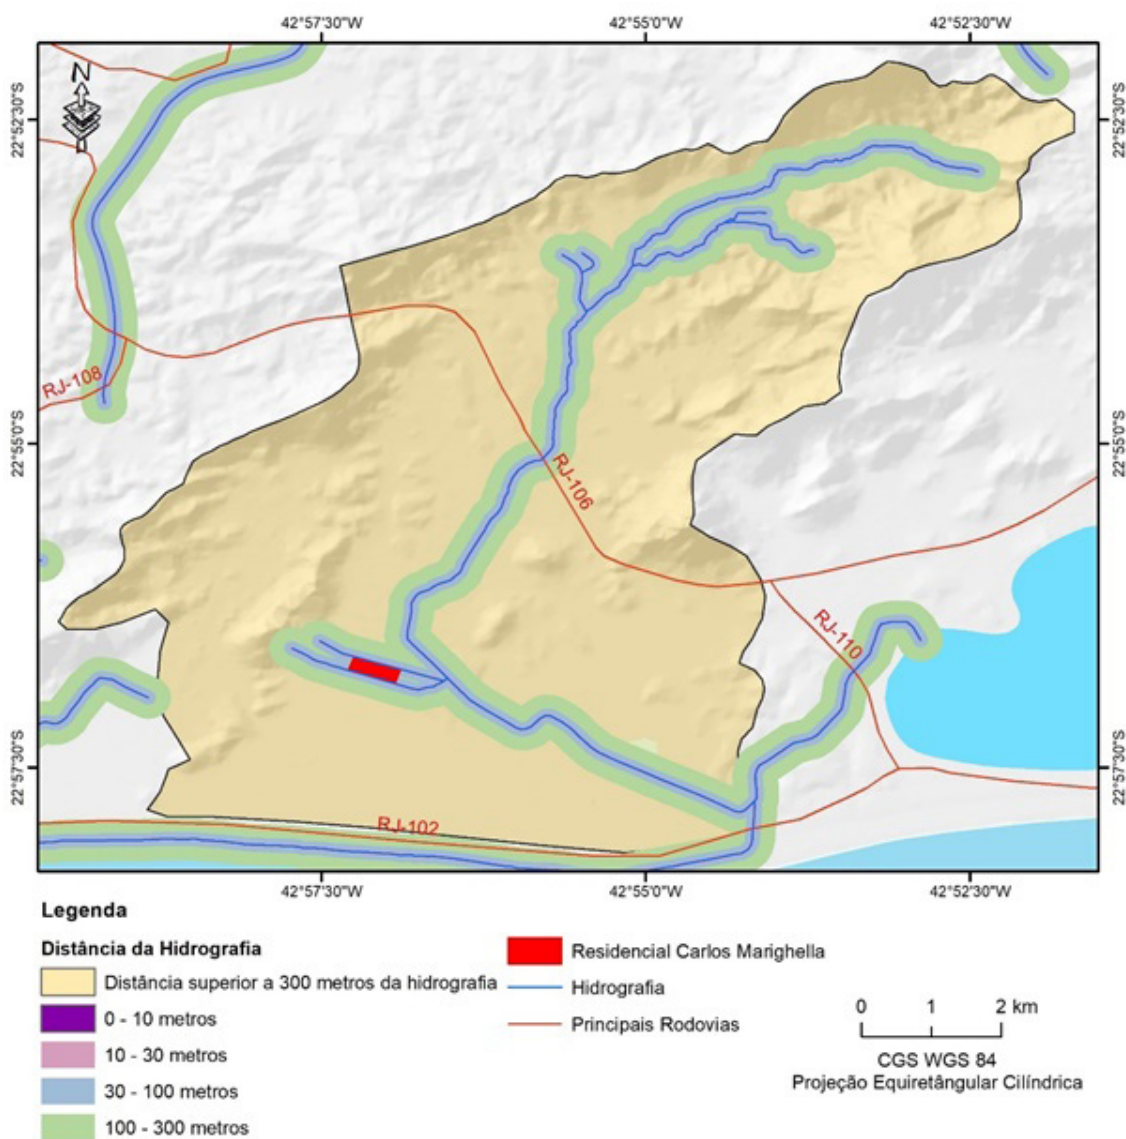 42°57'30"W 42°55'0"W 42°52'30"W
N
22°52'30"S 22°52'30"S
RJ-108
22°55'0"S 22°55'0"S
RJ-106
RJ-110
22°57'30"S 22°57'30"S
RJ-102
42°57'30"W 42°55'0"W 42°52'30"W
Legenda
Distância da Hidrografia
Distância superior a 300 metros da hidrografia
0 - 10 metros
10 - 30 metros
30 - 100 metros
100 - 300 metros
Residencial Carlos Marighella
Hidrografia
Principais Rodovias
0 1 2 km
CGS WGS 84
Projeção Equiretângular Cilíndrica